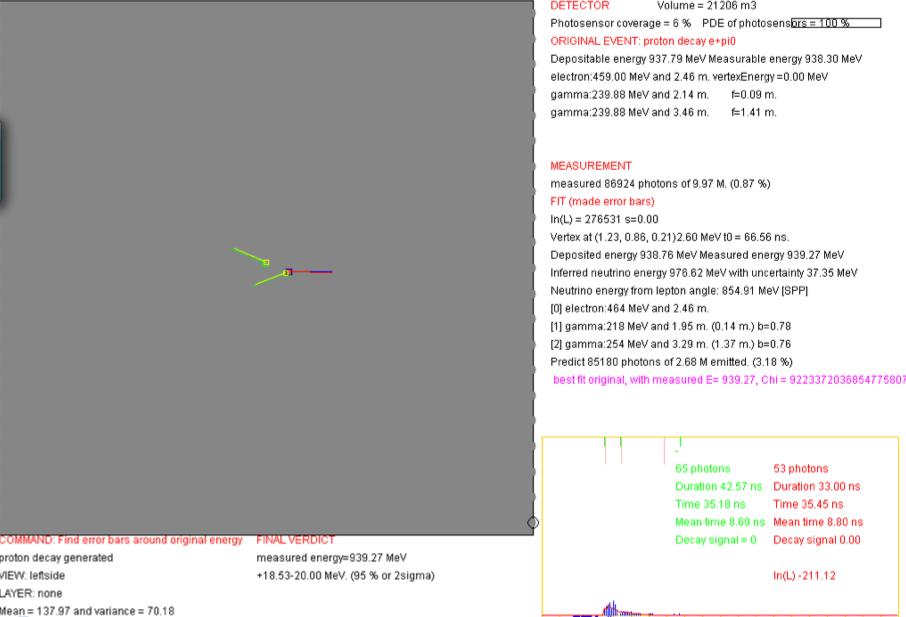 DETECTOR Volume = 21206 m3
Photosensor coverage = 6 % PDE of photosensors = 100 %
ORIGINAL EVENT: proton decay e+pi0
Depositable energy 937.79 MeV Measurable energy 938.30 MeV
electron:459.00 MeV and 2.46 m. vertexEnergy=0.00 MeV
gamma:239.88 MeV and 2.14 m. f=0.09 m.
gamma:239.88 MeV and 3.46 m. f=1.41 m.
MEASUREMENT
measured 86924 photons of 9.97 M. (0.87 %)
FIT (made error bars)
ln(L) = 276531 s=0.00
Vertex at (1.23, 0.86, 0.21)2.60 MeV t0 = 66.56 ns.
Deposited energy 938.76 MeV Measured energy 939.27 MeV
Inferred neutrino energy 976.62 MeV with uncertainty 37.35 MeV
Neutrino energy from lepton angle: 854.91 MeV [SPP]
[0] electron:464 MeV and 2.46 m.
[1] gamma:218 MeV and 1.95 m. (0.14 m.) b=0.78
[2] gamma:254 MeV and 3.29 m. (1.37 m.) b=0.76
Predict 85180 photons of 2.68 M emitted. (3.18 %)
best fit original, with measured E= 939.27, Chi = 9223372036854775807
65 photons 53 photons
Duration 42.57 ns Duration 33.00 ns
Time 35.18 ns Time 35.45 ns
Mean time 8.69 ns Mean time 8.80 ns
Decay signal = 0 Decay signal 0.00
ln(L) -211.12
COMMAND: Find error bars around original energy FINAL VERDICT
proton decay generated measured energy=939.27 MeV
VIEW: leftside +18.53-20.00 MeV. (95 % or 2sigma)
LAYER: none
Mean = 137.97 and variance = 70.18